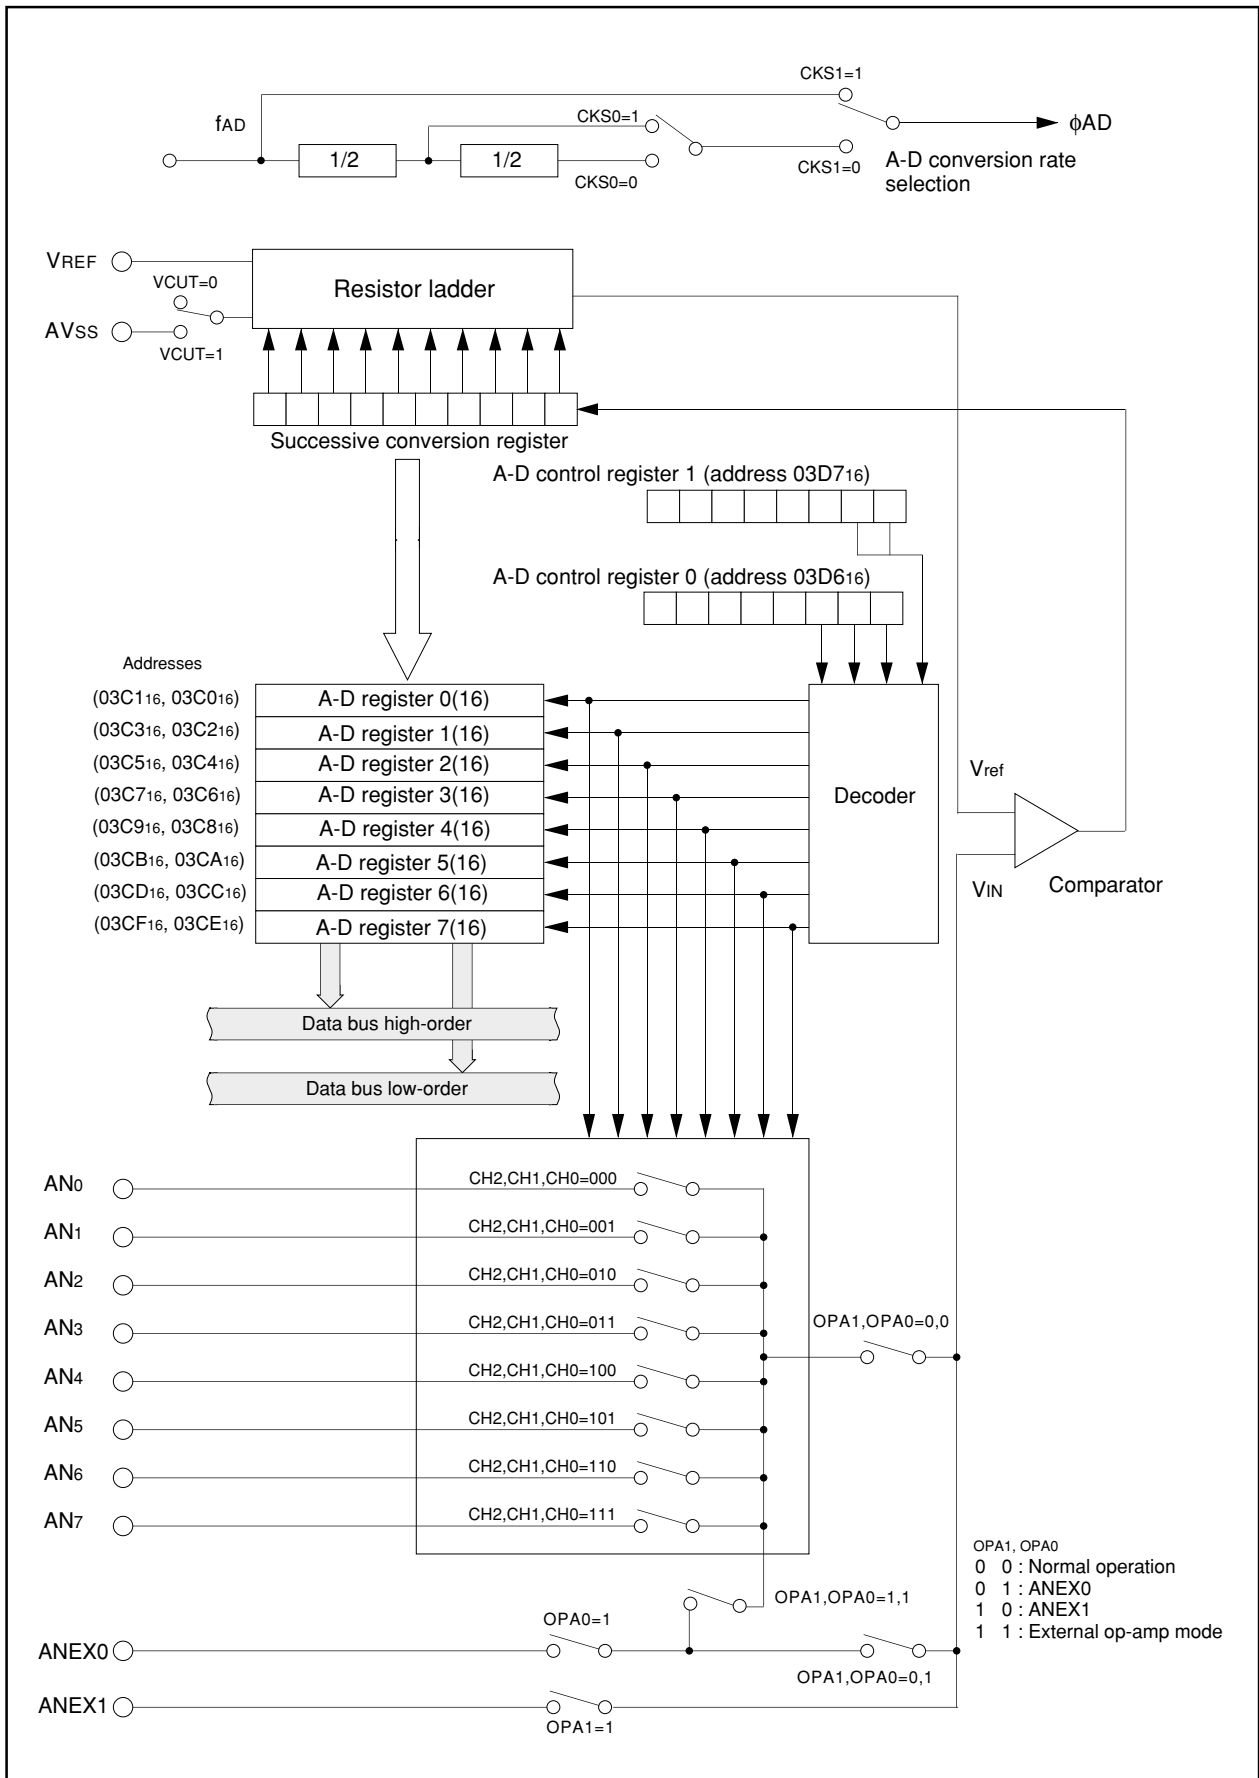 CKS1=1
fAD
CKS0=1
ϕAD
1/2
1/2
CKS0=0
CKS1=0
A-D conversion rate
selection
VREF
VCUT=0
Resistor ladder
AVSS
VCUT=1
Successive conversion register
A-D control register 1 (address 03D716)
A-D control register 0 (address 03D616)
Addresses
(03C116, 03C016)
A-D register 0(16)
(03C316, 03C216)
A-D register 1(16)
(03C516, 03C416)
A-D register 2(16)
Vref
(03C716, 03C616)
A-D register 3(16)
Decoder
(03C916, 03C816)
A-D register 4(16)
(03CB16, 03CA16)
A-D register 5(16)
(03CD16, 03CC16)
A-D register 6(16)
VIN
Comparator
(03CF16, 03CE16)
A-D register 7(16)
Data bus high-order
Data bus low-order
AN0
CH2,CH1,CH0=000
AN1
CH2,CH1,CH0=001
AN2
CH2,CH1,CH0=010
AN3
CH2,CH1,CH0=011
OPA1,OPA0=0,0
AN4
CH2,CH1,CH0=100
AN5
CH2,CH1,CH0=101
AN6
CH2,CH1,CH0=110
AN7
CH2,CH1,CH0=111
OPA1, OPA0
0 0 : Normal operation
0 1 : ANEX0
1 0 : ANEX1
1 1 : External op-amp mode
OPA1,OPA0=1,1
OPA0=1
ANEX0
OPA1,OPA0=0,1
ANEX1
OPA1=1